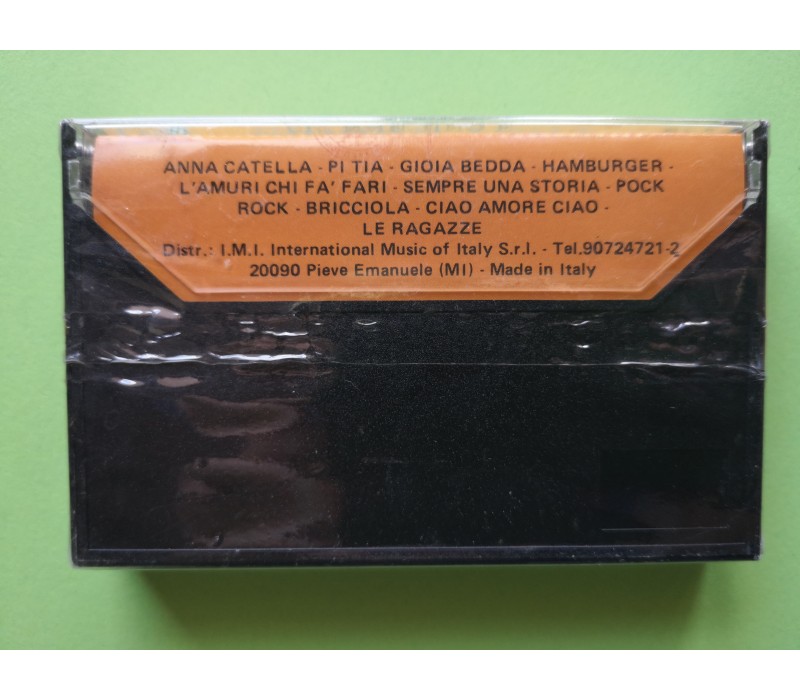 ANNA CATELLA - PI TIA - GIOIA BEDDA - HAMBURGER -
L'AMURI CHI FA' FARI - SEMPRE UNA STORIA - POCK
ROCK - BRICCIOLA - CIAO AMORE CIAO -
LE RAGAZZE
Distr.: I.M.I. International Music of Italy S.r.l. - Tel.90724721-2
20090 Pieve Emanuele (MI) - Made in Italy